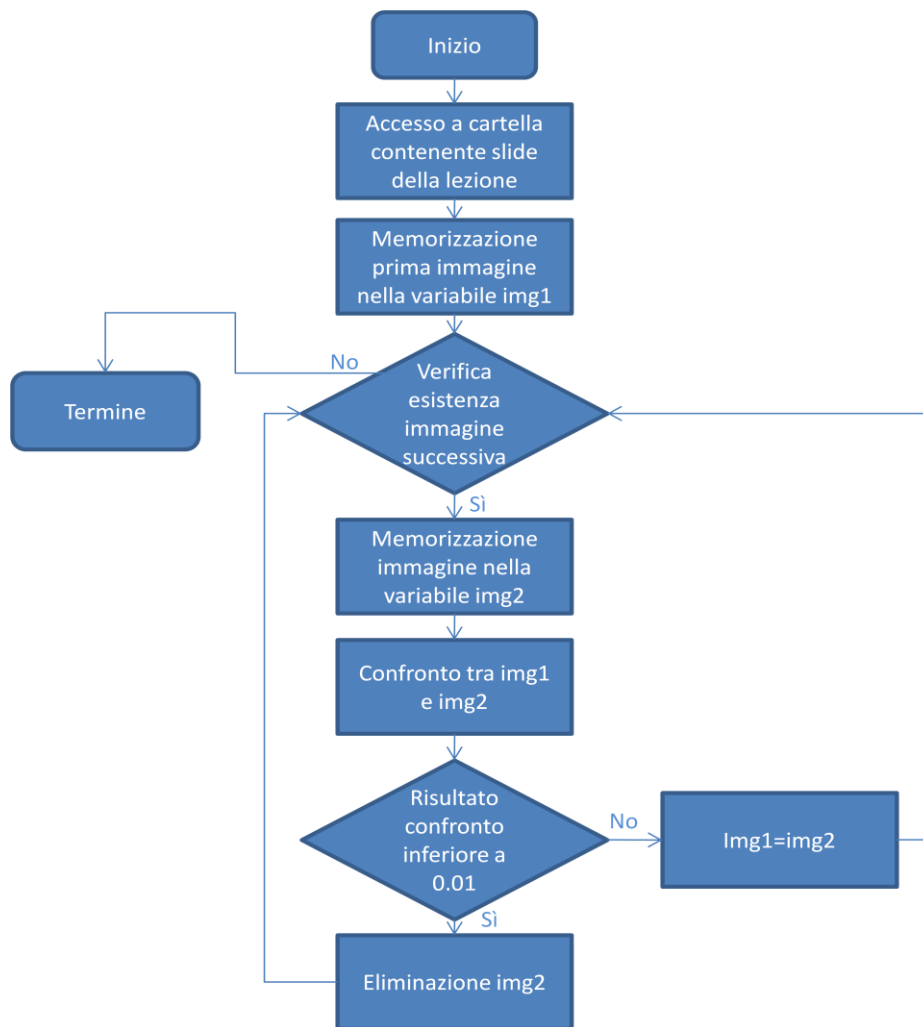 Inizio
Accesso a cartella
contenente slide
della lezione
Memorizzazione
prima immagine
nella variabile img1
No
Verifica
esistenza
immagine
successiva
Termine
Sì
Memorizzazione
immagine nella
variabile img2
Confronto tra img1
e img2
Risultato
confronto
inferiore a
0.01
No
Img1=img2
Sì
Eliminazione img2